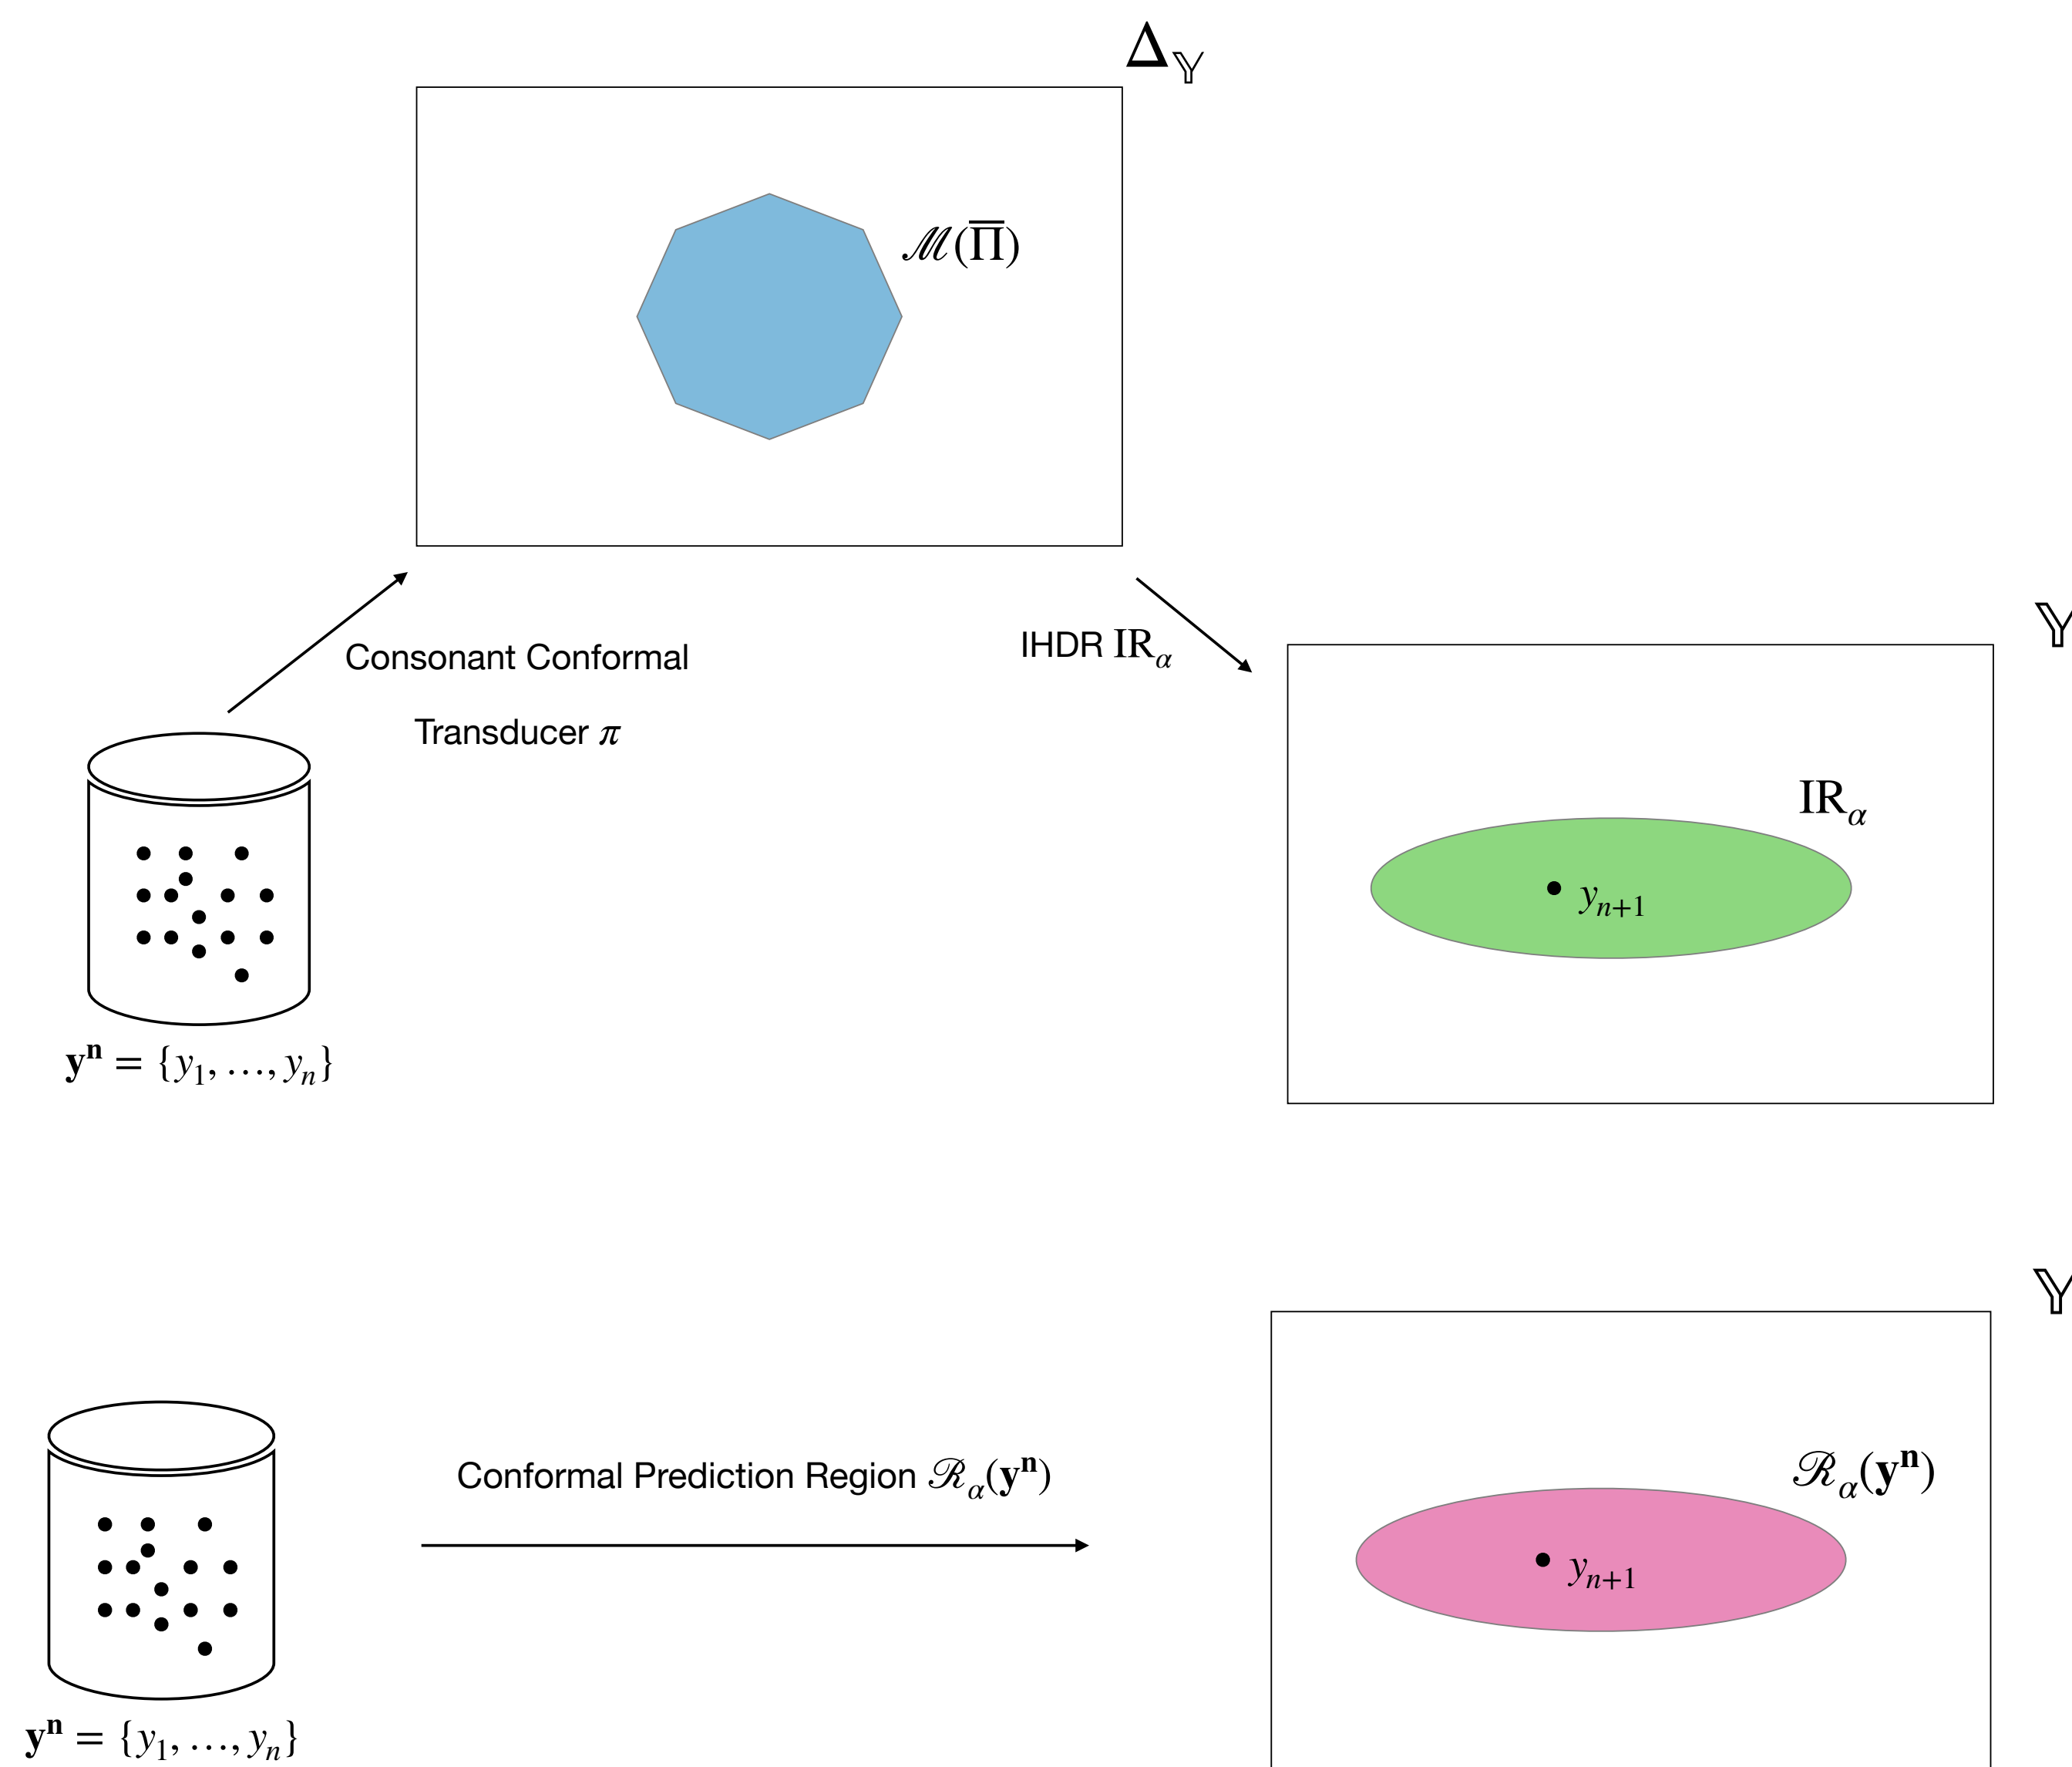 Δ_𝕐
ℳ(Π̅)
Consonant Conformal
Transducer π
IHDR IR_α
𝕐
IR_α
y_{n+1}
𝐲^𝐧 = {y_1, …, y_n}
𝕐
Conformal Prediction Region ℛ_α(𝐲^𝐧)
ℛ_α(𝐲^𝐧)
y_{n+1}
𝐲^𝐧 = {y_1, …, y_n}